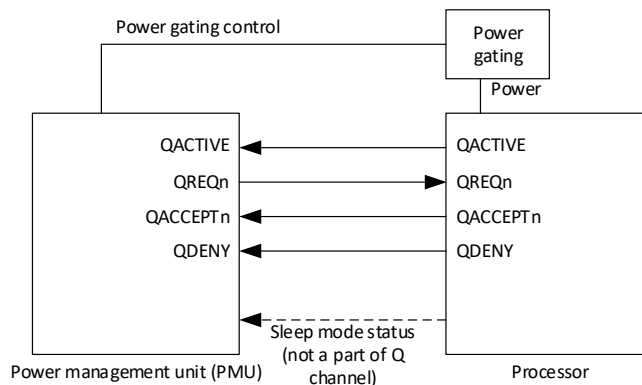 Power gating control
Power
gating
Power
QACTIVE
QACTIVE
QREQn
QREQn
QACCEPTn
QACCEPTn
QDENY
QDENY
Sleep mode status
(not a part of Q
channel)
Power management unit (PMU)
Processor